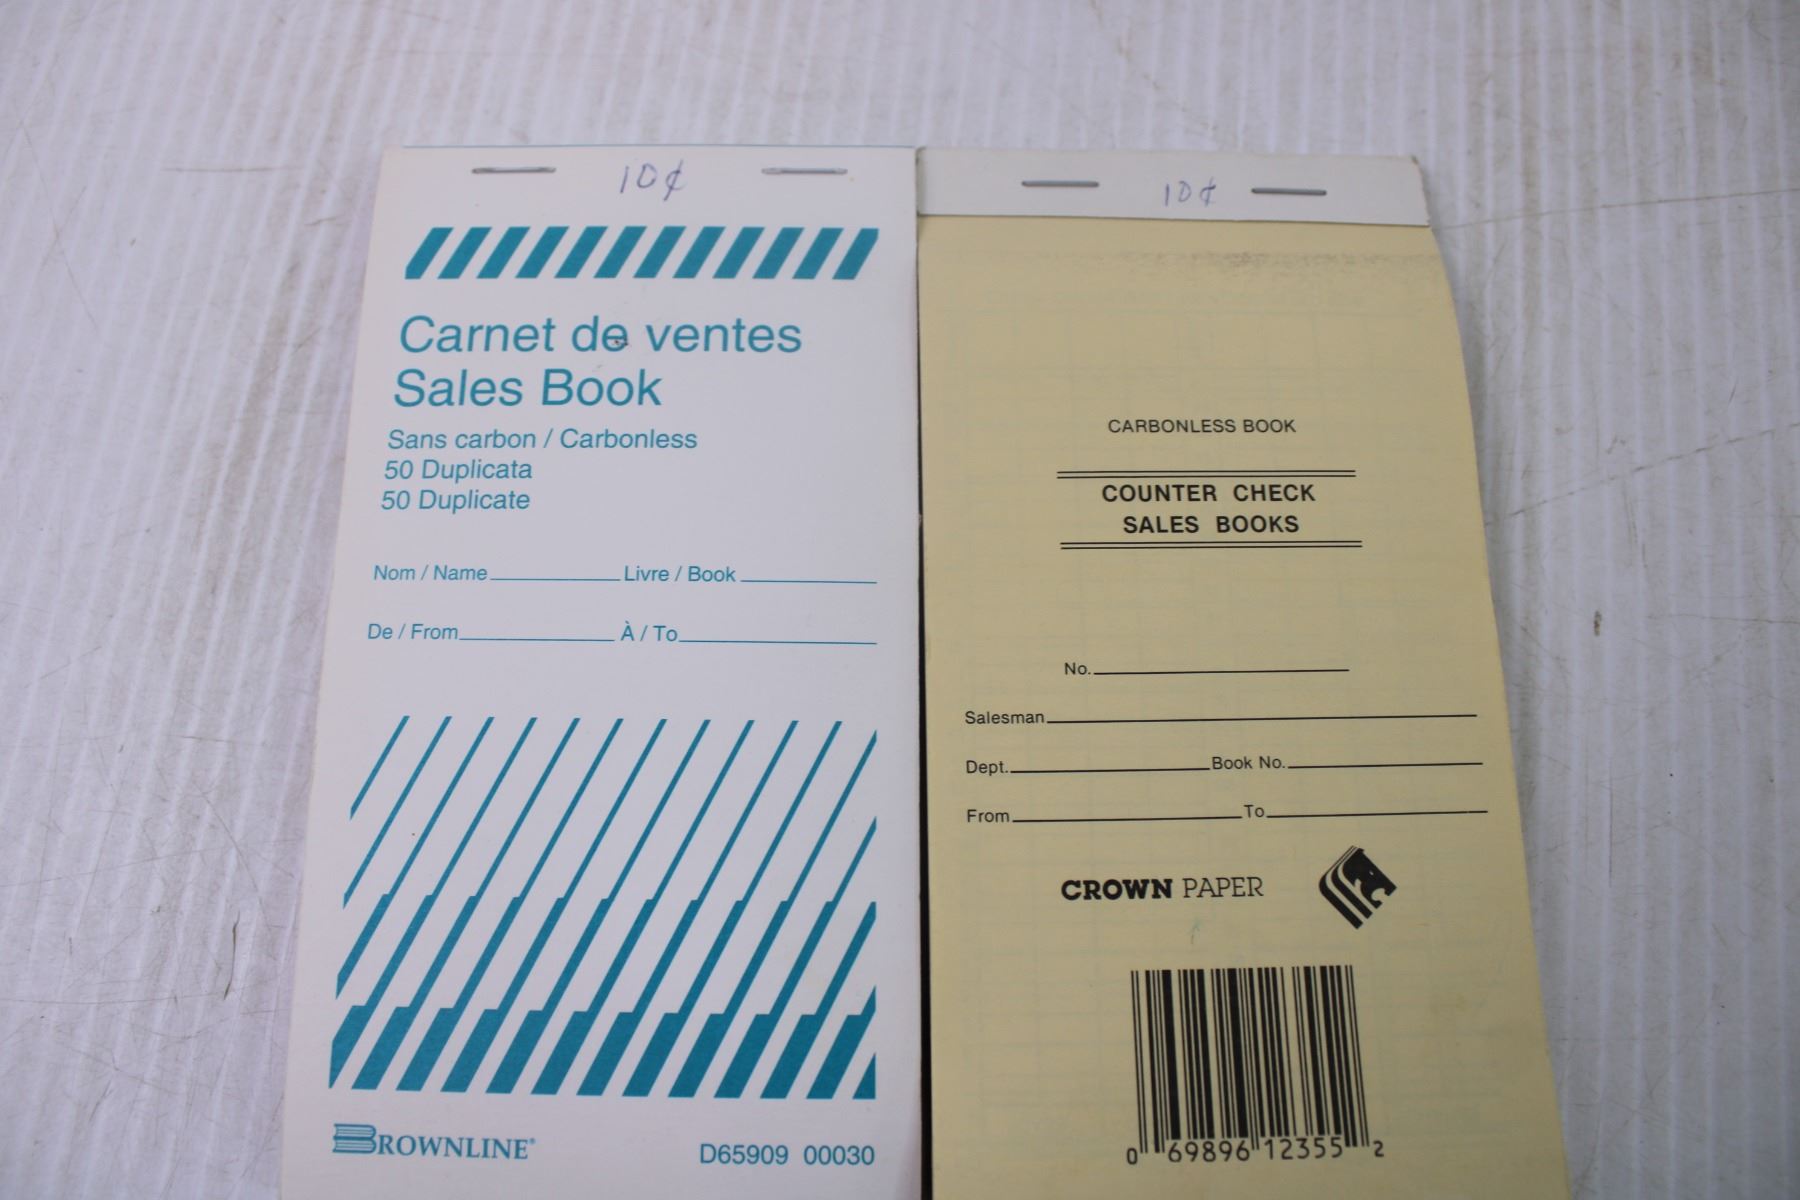 10¢
Carnet de ventes
Sales Book
Sans carbon / Carbonless
50 Duplicata
50 Duplicate
Nom / Name Livre / Book
De / From À / To
BROWNLINE®
D65909 00030
10¢
CARBONLESS BOOK
COUNTER CHECK
SALES BOOKS
No.
Salesman
Dept. Book No.
From To
CROWN PAPER
0 69896 12355 2